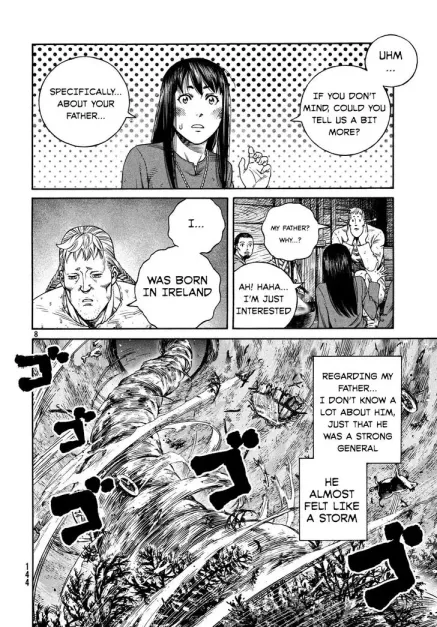 UHM
...
IF YOU DON'T
MIND, COULD YOU
TELL US A BIT
MORE?
SPECIFICALLY...
ABOUT YOUR
FATHER...
MY FATHER?
WHY...?
AH! HAHA...
I'M JUST
INTERESTED
I...
WAS BORN
IN IRELAND
8
REGARDING MY
FATHER...
I DON'T KNOW
A LOT ABOUT HIM,
JUST THAT HE
WAS A STRONG
GENERAL
HE
ALMOST
FELT LIKE
A STORM
ゴ
ゴ
ゴ
ゴ
ゴ
144